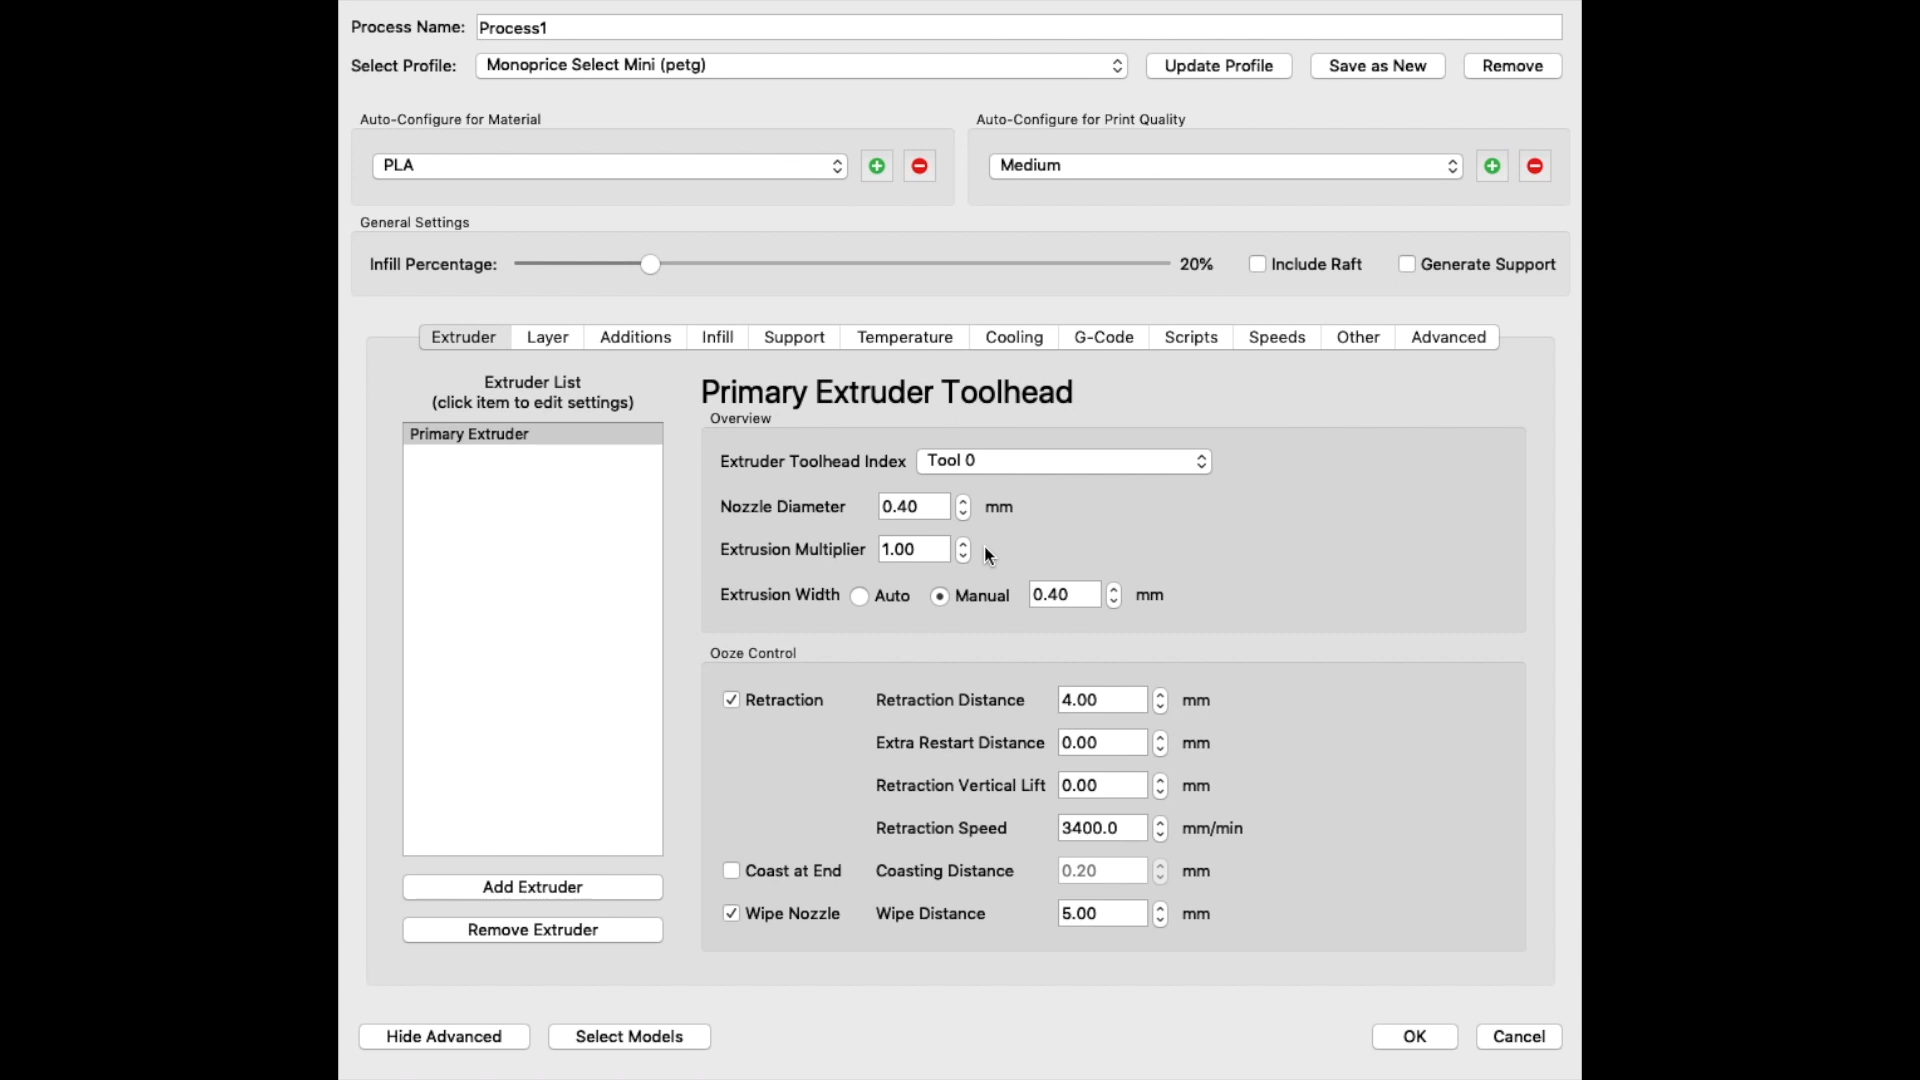 Process Name: Process1
Select Profile: Monoprice Select Mini (petg) Update Profile Save as New Remove
Auto-Configure for Material Auto-Configure for Print Quality
PLA Medium
General Settings
Infill Percentage: 20% Include Raft Generate Support
Extruder Layer Additions Infill Support Temperature Cooling G-Code Scripts Speeds Other Advanced
Extruder List
(click item to edit settings)
Primary Extruder
Add Extruder
Remove Extruder
Primary Extruder Toolhead
Overview
Extruder Toolhead Index Tool 0
Nozzle Diameter 0.40 mm
Extrusion Multiplier 1.00
Extrusion Width Auto Manual 0.40 mm
Ooze Control
Retraction Retraction Distance 4.00 mm
Extra Restart Distance 0.00 mm
Retraction Vertical Lift 0.00 mm
Retraction Speed 3400.0 mm/min
Coast at End Coasting Distance 0.20 mm
Wipe Nozzle Wipe Distance 5.00 mm
Hide Advanced Select Models OK Cancel